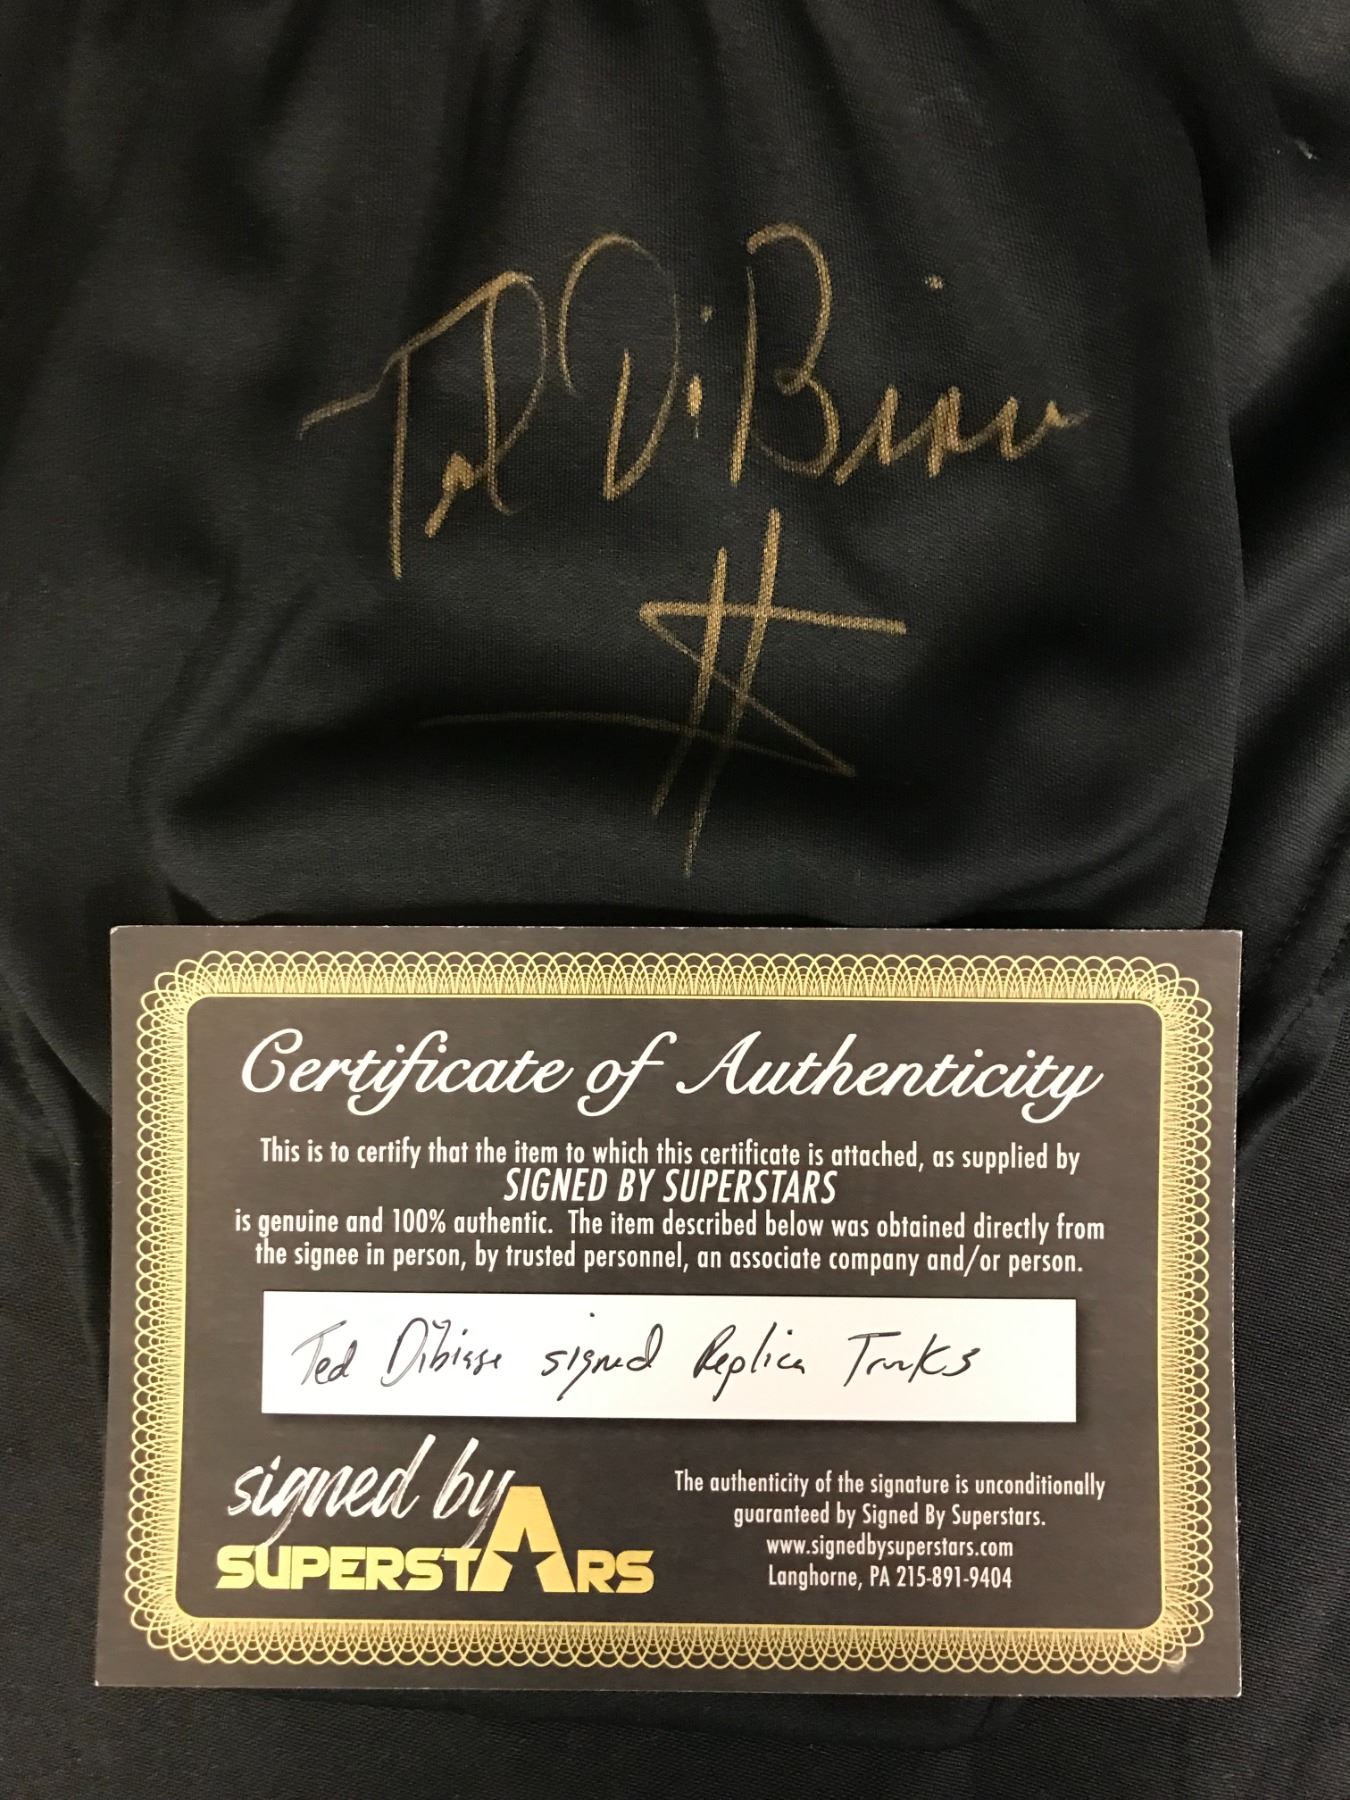 Ted DiBiase
$
Certificate of Authenticity
This is to certify that the item to which this certificate is attached, as supplied by
SIGNED BY SUPERSTARS
is genuine and 100% authentic. The item described below was obtained directly from
the signee in person, by trusted personnel, an associate company and/or person.
Ted Dibiase signed Replica Trunks
signed by
SUPERSTARS
The authenticity of the signature is unconditionally
guaranteed by Signed By Superstars.
www.signedbysuperstars.com
Langhorne, PA 215-891-9404